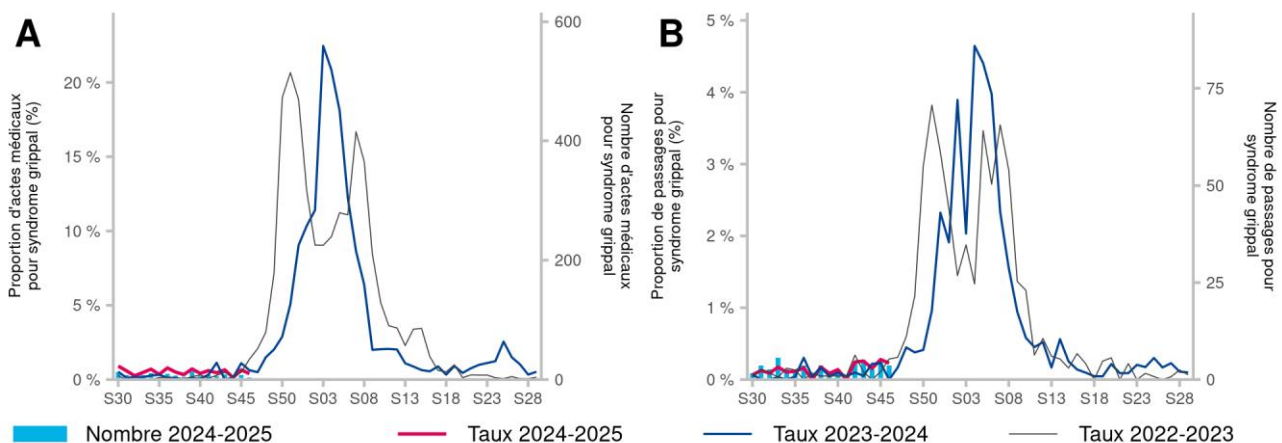 A
Proportion d'actes médicaux
pour syndrome grippal (%)
20 %
15 %
10 %
5 %
0 %
600
400
200
0
Nombre d'actes médicaux
pour syndrome grippal
S30
S35
S40
S45
S50
S03
S08
S13
S18
S23
S28
B
Proportion de passages pour
syndrome grippal (%)
5 %
4 %
3 %
2 %
1 %
0 %
75
50
25
0
Nombre de passages pour
syndrome grippal
S30
S35
S40
S45
S50
S03
S08
S13
S18
S23
S28
Nombre 2024-2025
Taux 2024-2025
Taux 2023-2024
Taux 2022-2023